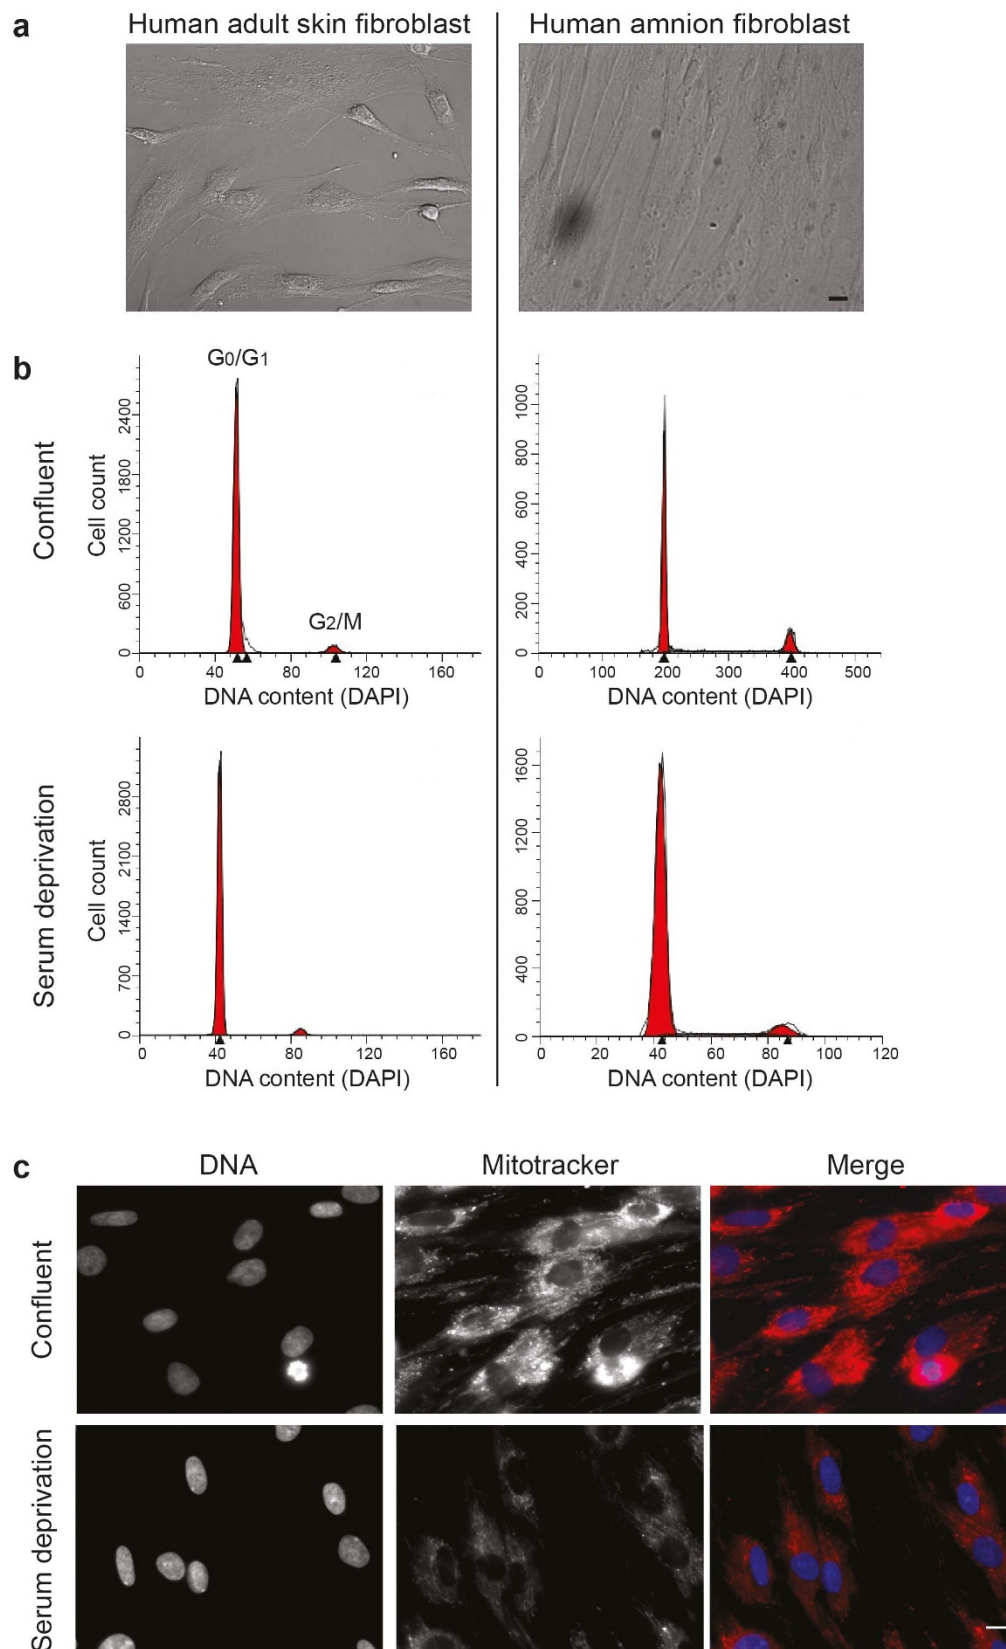 a
Human adult skin fibroblast
Human amnion fibroblast
b
Confluent
Cell count
G0/G1
G2/M
2400
1800
1200
600
0
0 40 80 120 160
DNA content (DAPI)
1000
800
600
400
200
0
0 100 200 300 400 500
DNA content (DAPI)
Serum deprivation
Cell count
2800
2100
1400
700
0
0 40 80 120 160
DNA content (DAPI)
1600
1200
800
400
0
0 20 40 60 80 100 120
DNA content (DAPI)
c
DNA
Mitotracker
Merge
Confluent
Serum deprivation